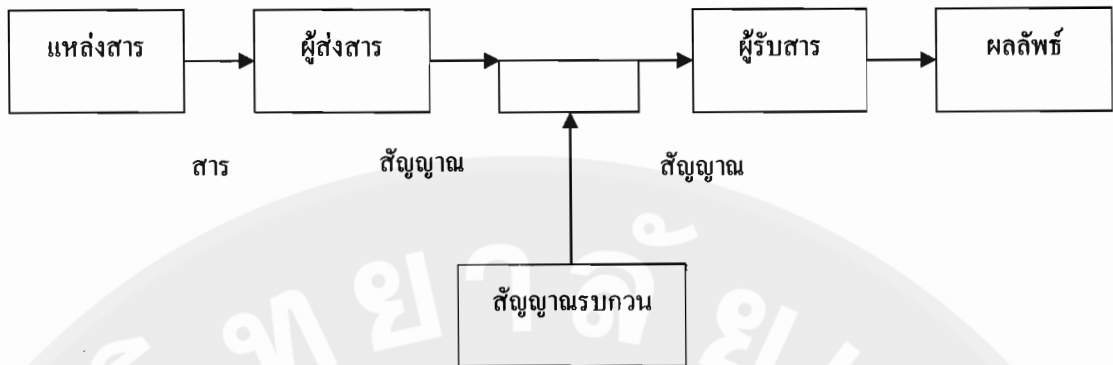 แหล่งสาร ผู้ส่งสาร ผู้รับสาร ผลลัพธ์
สาร สัญญาณ สัญญาณ
สัญญาณรบกวน